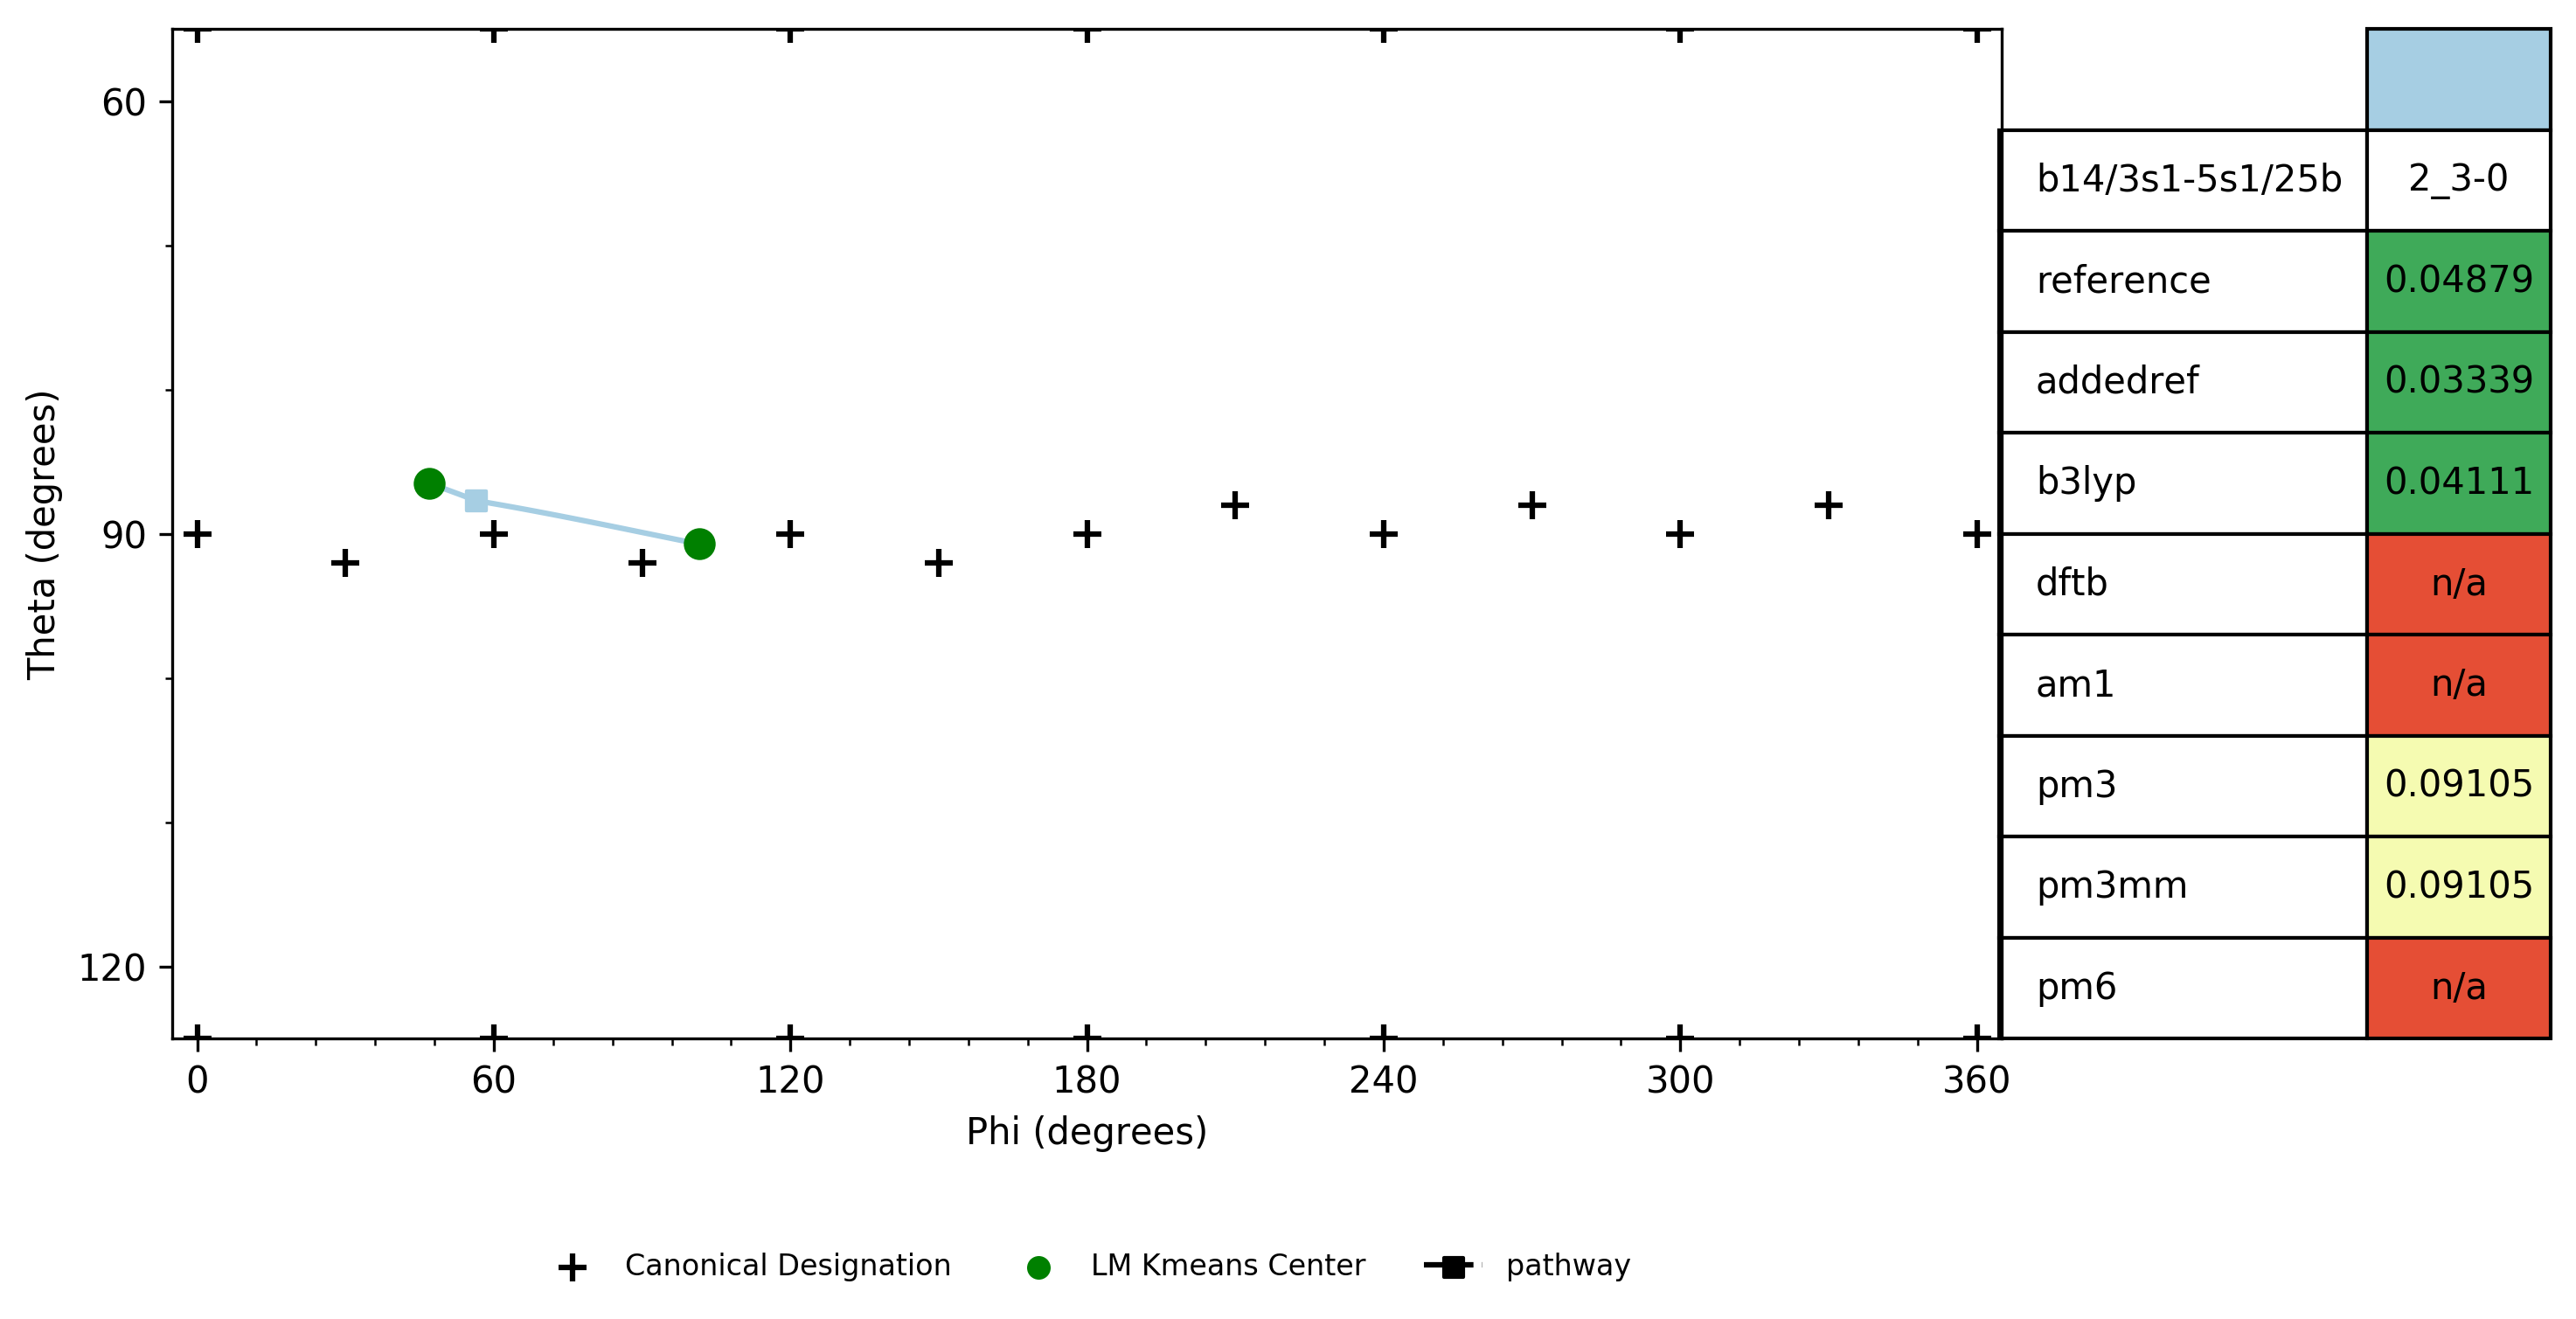 60
90
120
Theta (degrees)
0 60 120 180 240 300 360
Phi (degrees)
b14/3s1-5s1/25b 2_3-0
reference 0.04879
addedref 0.03339
b3lyp 0.04111
dftb n/a
am1 n/a
pm3 0.09105
pm3mm 0.09105
pm6 n/a
Canonical Designation LM Kmeans Center pathway